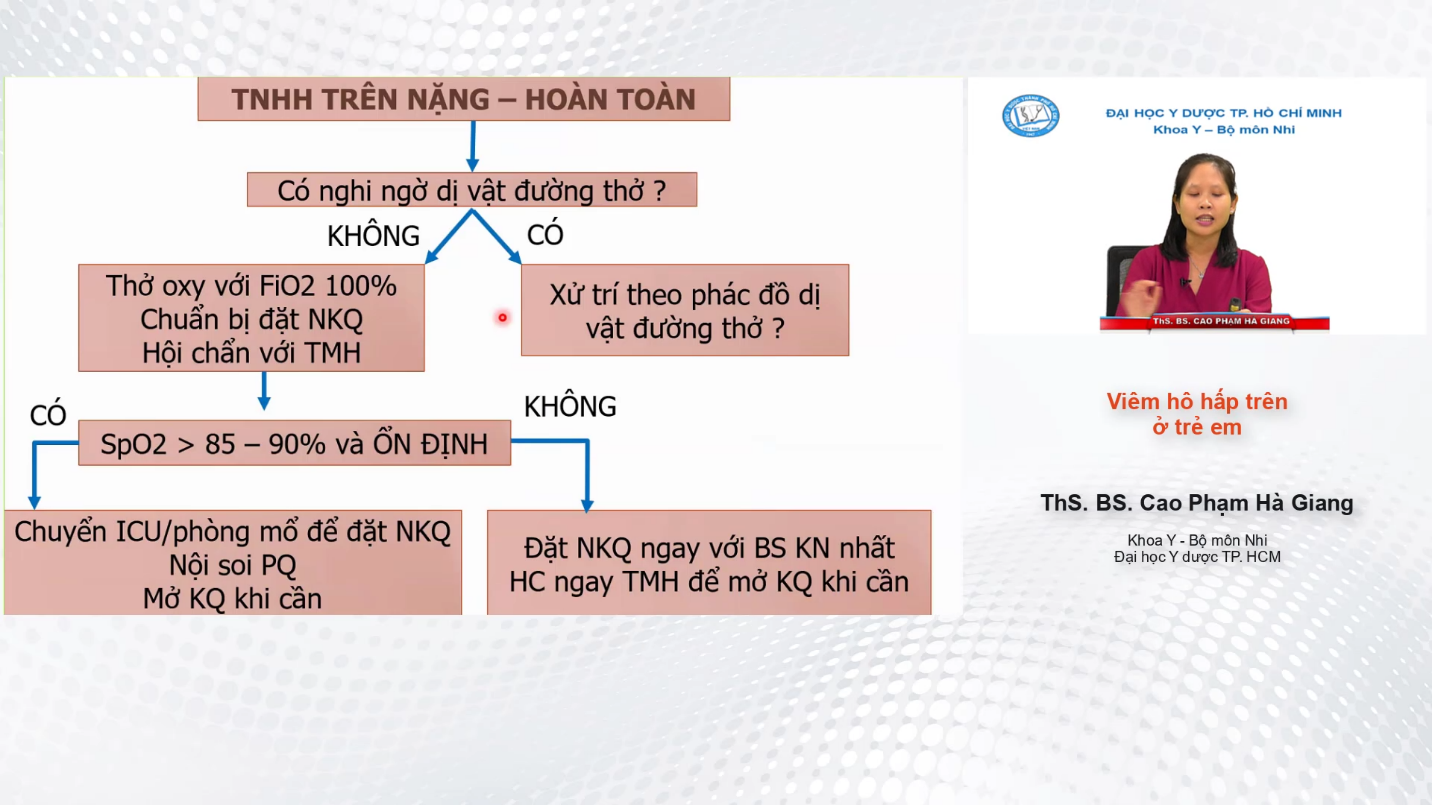 TNHH TRÊN NẶNG – HOÀN TOÀN
Có nghi ngờ dị vật đường thở ?
KHÔNG
CÓ
Thở oxy với FiO2 100%
Chuẩn bị đặt NKQ
Hội chẩn với TMH
Xử trí theo phác đồ dị
vật đường thở ?
CÓ
KHÔNG
SpO2 > 85 – 90% và ỔN ĐỊNH
Chuyển ICU/phòng mổ để đặt NKQ
Nội soi PQ
Mở KQ khi cần
Đặt NKQ ngay với BS KN nhất
HC ngay TMH để mở KQ khi cần
ĐẠI HỌC Y DƯỢC TP. HỒ CHÍ MINH
Khoa Y – Bộ môn Nhi
ThS. BS. CAO PHẠM HÀ GIANG
Viêm hô hấp trên
ở trẻ em
ThS. BS. Cao Phạm Hà Giang
Khoa Y - Bộ môn Nhi
Đại học Y dược TP. HCM